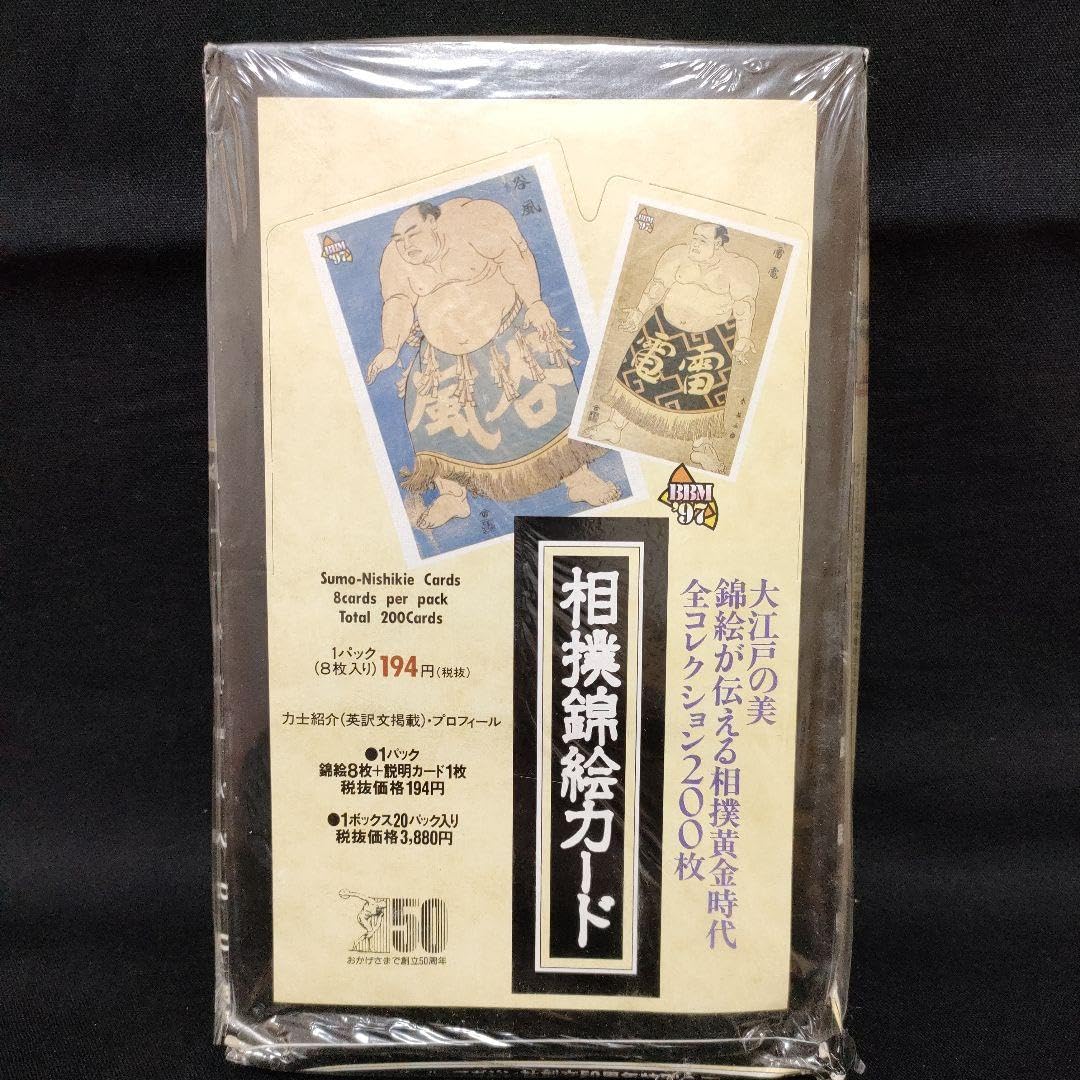 谷風
BBM
'97
谷
風
BBM
'97
雷電
雷
電
BBM
'97
Sumo-Nishikie Cards
8cards per pack
Total 200Cards
1パック
(8枚入り) 194円(税抜)
力士紹介(英訳文掲載)・プロフィール
●1パック
錦絵8枚+説明カード1枚
税抜価格194円
●1ボックス20パック入り
税抜価格3,880円
50
おかげさまで創立50周年
相撲錦絵カード
大江戸の美
錦絵が伝える相撲黄金時代
全コレクション200枚